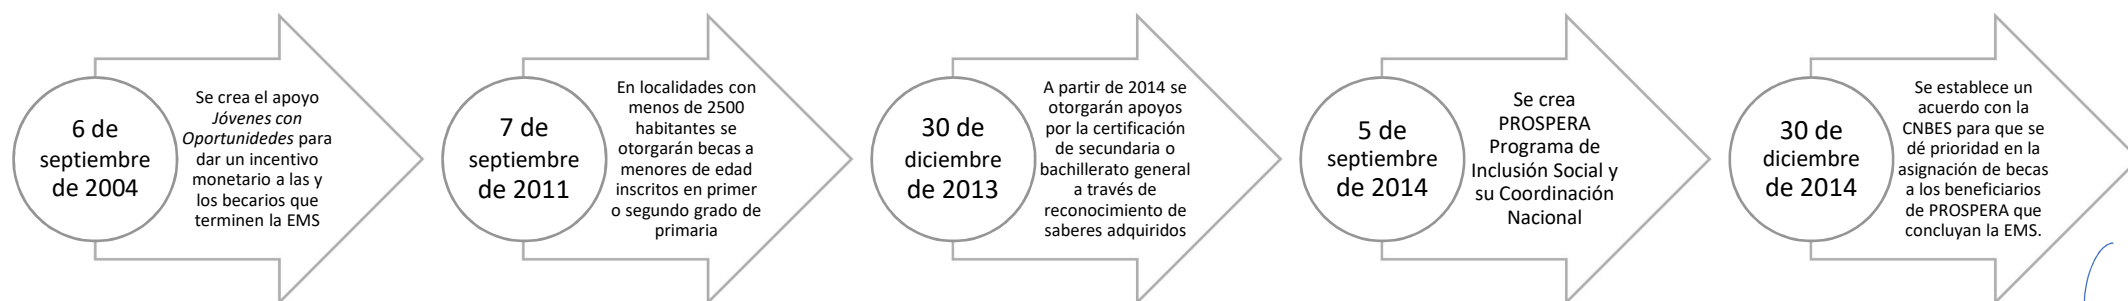 6 de
septiembre
de 2004
Se crea el apoyo
Jóvenes con
Oportunidedes para
dar un incentivo
monetario a las y
los becarios que
terminen la EMS
7 de
septiembre
de 2011
En localidades con
menos de 2500
habitantes se
otorgarán becas a
menores de edad
inscritos en primer
o segundo grado de
primaria
30 de
diciembre
de 2013
A partir de 2014 se
otorgarán apoyos
por la certificación
de secundaria o
bachillerato general
a través de
reconocimiento de
saberes adquiridos
5 de
septiembre
de 2014
Se crea
PROSPERA
Programa de
Inclusión Social y
su Coordinación
Nacional
30 de
diciembre
de 2014
Se establece un
acuerdo con la
CNBES para que se
dé prioridad en la
asignación de becas
a los beneficiarios
de PROSPERA que
concluyan la EMS.